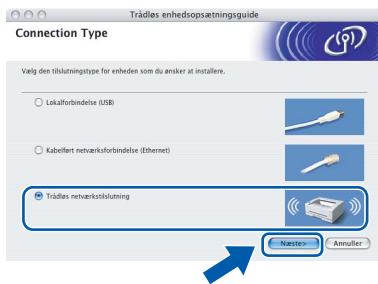 Trådløs enhedsopsætningsguide
Connection Type
Vælg den tilslutningstype for enheden som du ønsker at installere.
Lokalforbindelse (USB)
Kabelført netværksforbindelse (Ethernet)
Trådløs netværkstilslutning
Næste>
Annuller